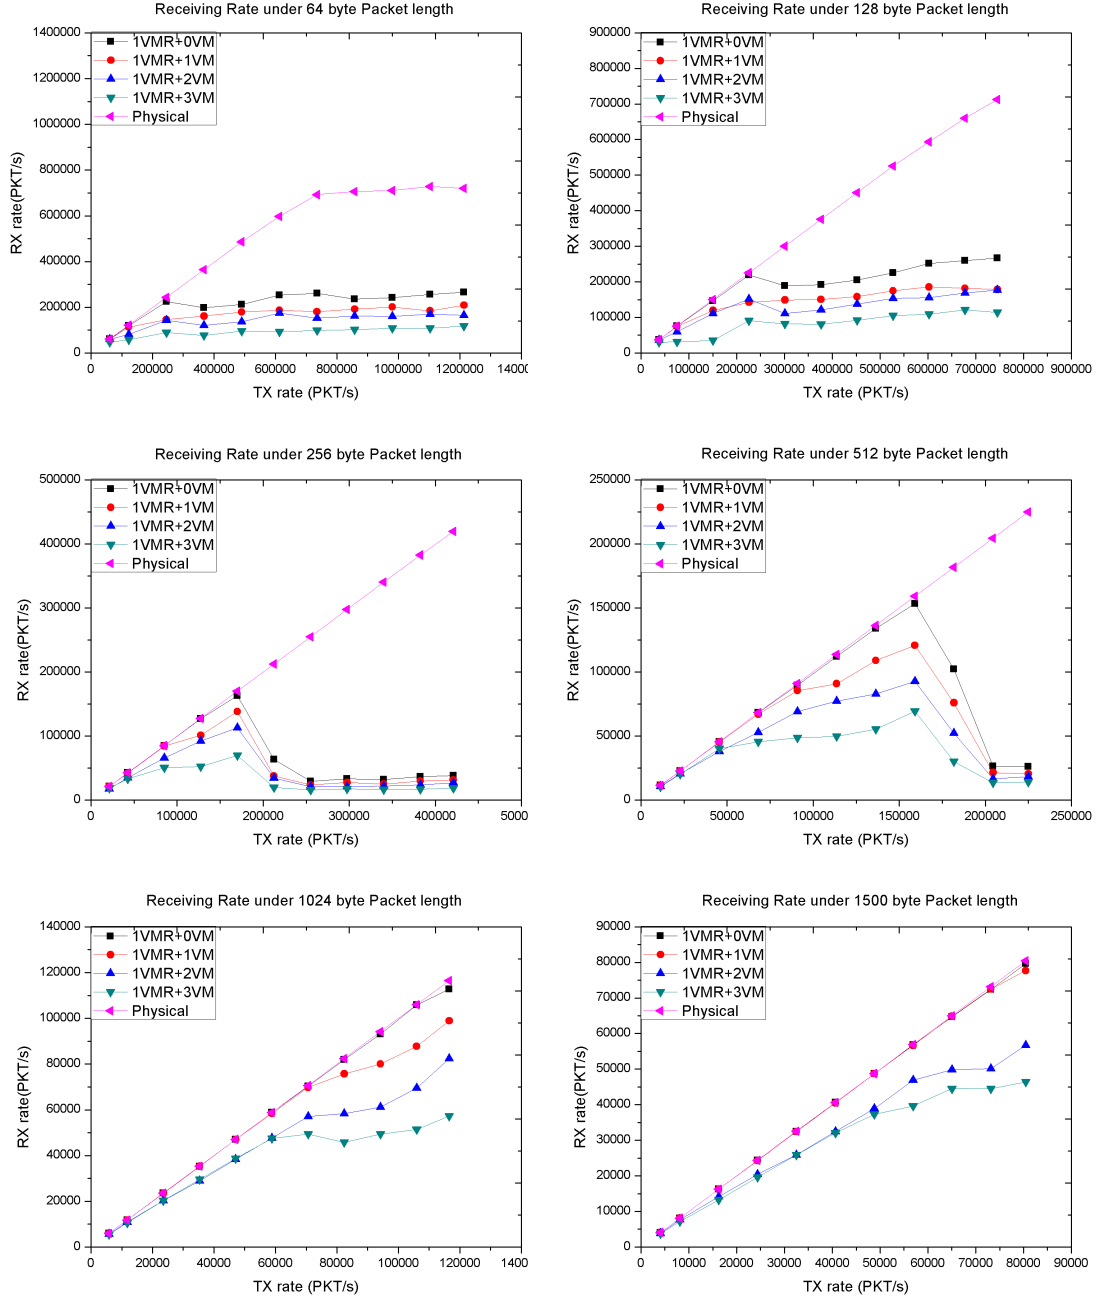 Receiving Rate under 64 byte Packet length
1400000
1200000
1000000
800000
600000
400000
200000
0
RX rate(PKT/s)
1VMR+0VM
1VMR+1VM
1VMR+2VM
1VMR+3VM
Physical
0 200000 400000 600000 800000 1000000 1200000 14000
TX rate (PKT/s)
Receiving Rate under 128 byte Packet length
900000
800000
700000
600000
500000
400000
300000
200000
100000
0
RX rate(PKT/s)
1VMR+0VM
1VMR+1VM
1VMR+2VM
1VMR+3VM
Physical
0 100000 200000 300000 400000 500000 600000 700000 800000 900000
TX rate (PKT/s)
Receiving Rate under 256 byte Packet length
500000
400000
300000
200000
100000
0
RX rate(PKT/s)
1VMR+0VM
1VMR+1VM
1VMR+2VM
1VMR+3VM
Physical
0 100000 200000 300000 400000 5000
TX rate (PKT/s)
Receiving Rate under 512 byte Packet length
250000
200000
150000
100000
50000
0
RX rate(PKT/s)
1VMR+0VM
1VMR+1VM
1VMR+2VM
1VMR+3VM
Physical
0 50000 100000 150000 200000 250000
TX rate (PKT/s)
Receiving Rate under 1024 byte Packet length
140000
120000
100000
80000
60000
40000
20000
0
RX rate(PKT/s)
1VMR+0VM
1VMR+1VM
1VMR+2VM
1VMR+3VM
Physical
0 20000 40000 60000 80000 100000 120000 1400
TX rate (PKT/s)
Receiving Rate under 1500 byte Packet length
90000
80000
70000
60000
50000
40000
30000
20000
10000
0
RX rate(PKT/s)
1VMR+0VM
1VMR+1VM
1VMR+2VM
1VMR+3VM
Physical
0 10000 20000 30000 40000 50000 60000 70000 80000 90000
TX rate (PKT/s)